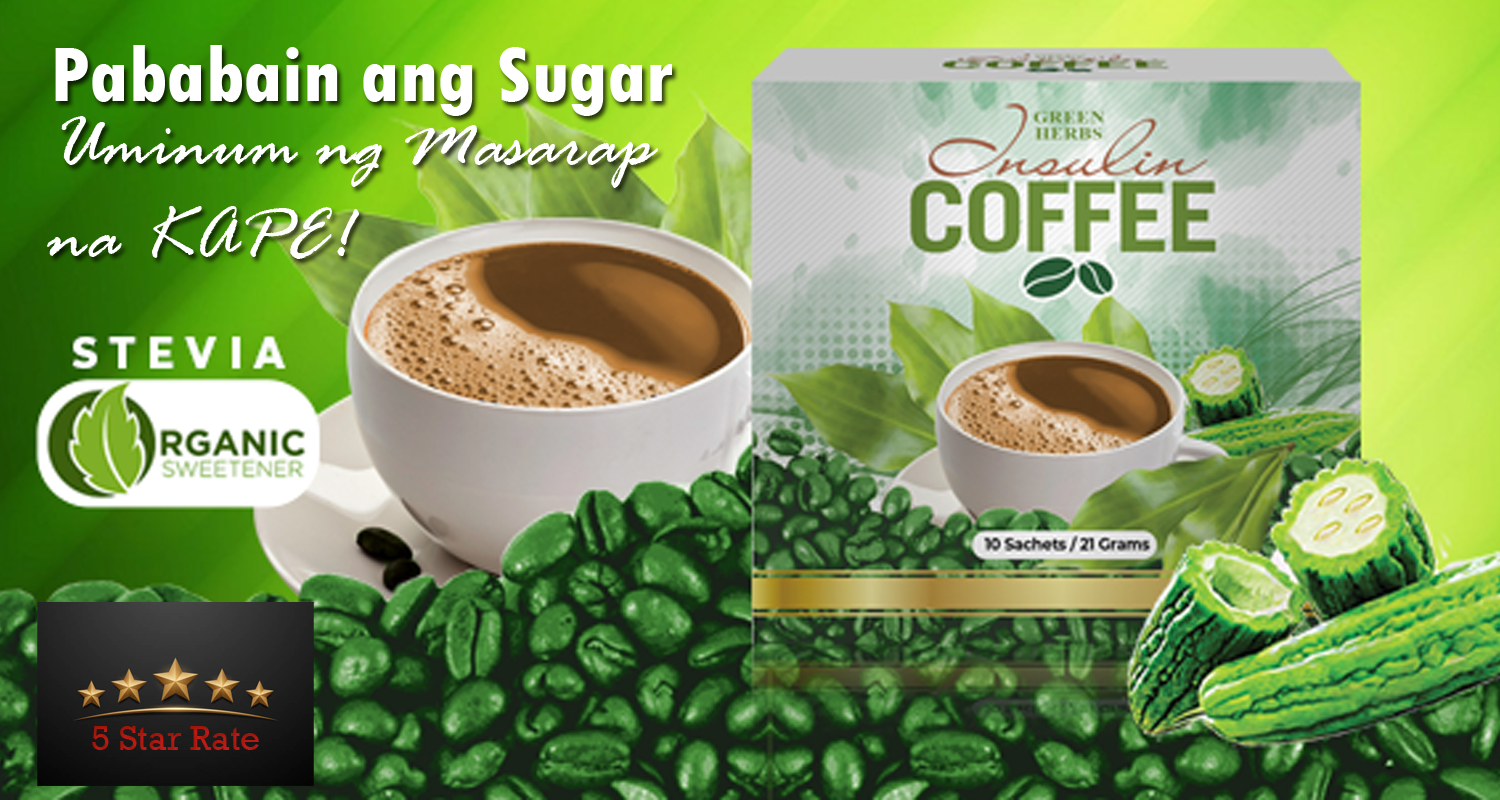 Pababain ang Sugar
Uminum ng Masarap
na KAPE!
STEVIA
ORGANIC
SWEETENER
5 Star Rate
COFFEE
GREEN
HERBS
Insulin
COFFEE
10 Sachets / 21 Grams